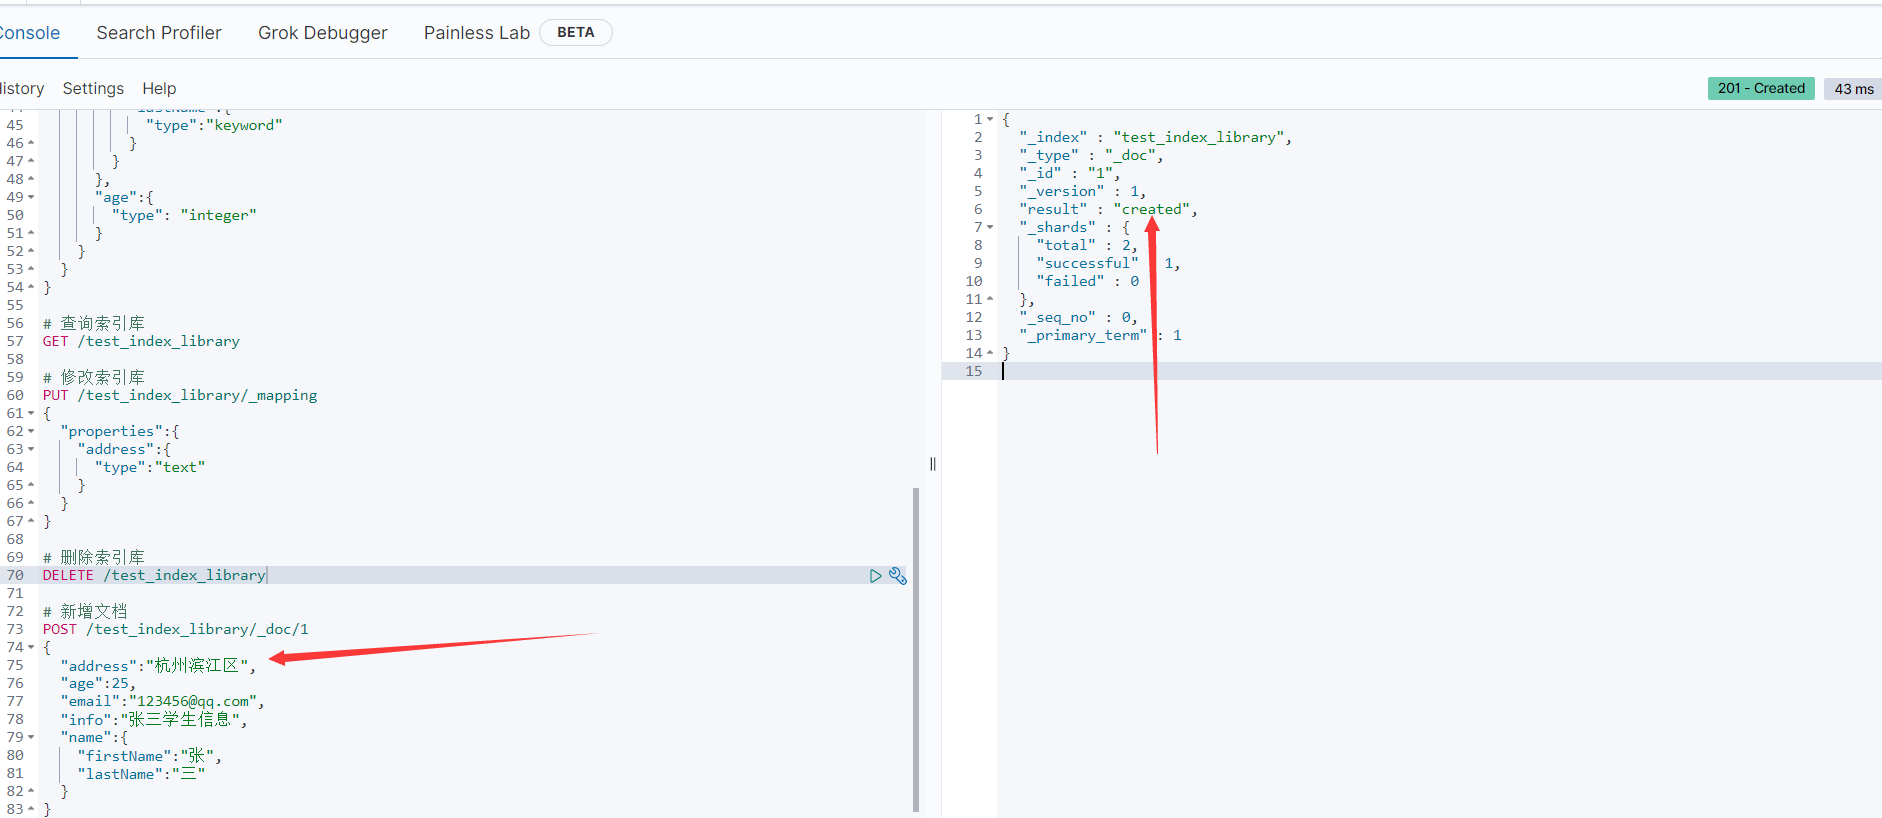 Console Search Profiler Grok Debugger Painless Lab BETA
History Settings Help 201 - Created 43 ms
44 "lastName":{
45 "type":"keyword"
46 }
47 }
48 },
49 "age":{
50 "type": "integer"
51 }
52 }
53 }
54 }
55
56 # 查询索引库
57 GET /test_index_library
58
59 # 修改索引库
60 PUT /test_index_library/_mapping
61 {
62 "properties":{
63 "address":{
64 "type":"text"
65 }
66 }
67 }
68
69 # 删除索引库
70 DELETE /test_index_library
71
72 # 新增文档
73 POST /test_index_library/_doc/1
74 {
75 "address":"杭州滨江区",
76 "age":25,
77 "email":"123456@qq.com",
78 "info":"张三学生信息",
79 "name":{
80 "firstName":"张",
81 "lastName":"三"
82 }
83 }
1 {
2 "_index" : "test_index_library",
3 "_type" : "_doc",
4 "_id" : "1",
5 "_version" : 1,
6 "result" : "created",
7 "_shards" : {
8 "total" : 2,
9 "successful" : 1,
10 "failed" : 0
11 },
12 "_seq_no" : 0,
13 "_primary_term" : 1
14 }
15